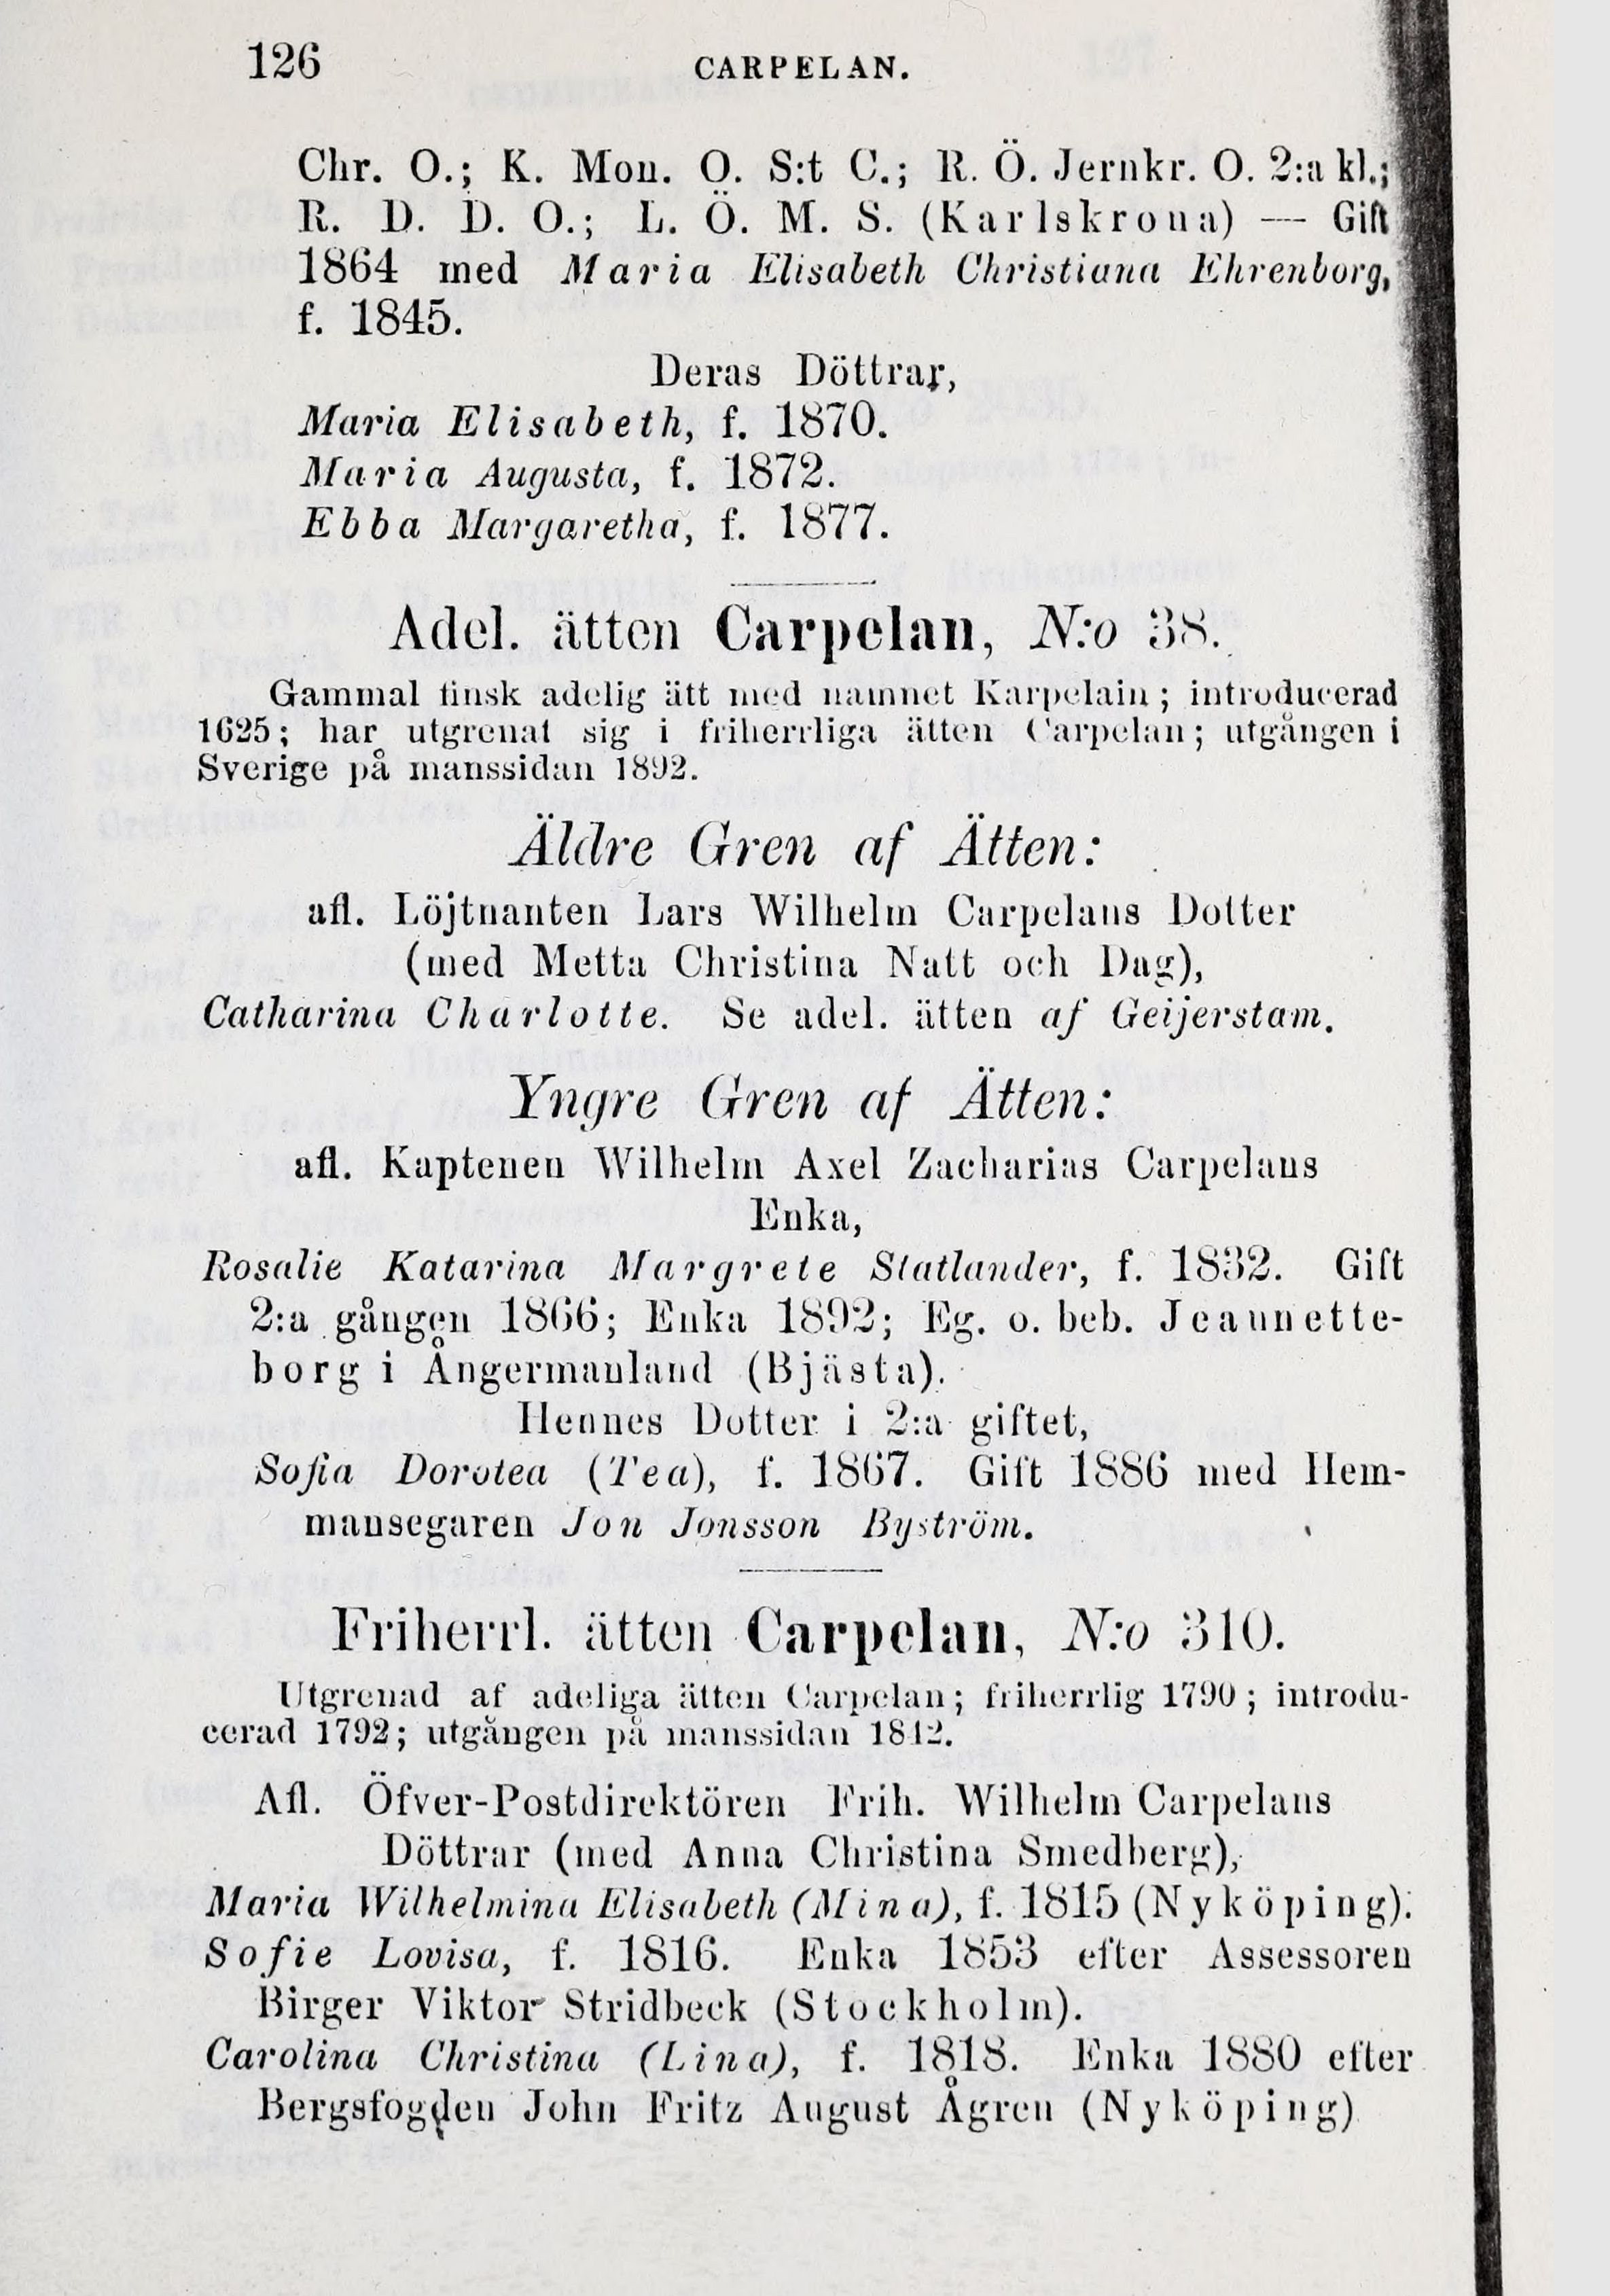 126
CARPELAN.
Chr. O.; K. Mon. O. S:t C.; R. Ö. Jernkr. O. 2:a kl.;
R. D. D. O.; L. Ö. M. S. (Karlskrona) — Gift
1864 med Maria Elisabeth Christiana Ehrenborg,
f. 1845.
Deras Döttrar,
Maria Elisabeth, f. 1870.
Maria Augusta, f. 1872.
Ebba Margaretha, f. 1877.
Adel. ätten Carpelan, N:o 38.
Gammal finsk adelig ätt med namnet Karpelain; introducerad
1625; har utgrenat sig i friherrliga ätten Carpelan; utgången i
Sverige på manssidan 1892.
Äldre Gren af Ätten:
afl. Löjtnanten Lars Wilhelm Carpelans Dotter
(med Metta Christina Natt och Dag),
Catharina Charlotte. Se adel. ätten af Geijerstam.
Yngre Gren af Ätten:
afl. Kaptenen Wilhelm Axel Zacharias Carpelans
Enka,
Rosalie Katarina Margrete Statlander, f. 1832. Gift
2:a gången 1866; Enka 1892; Eg. o. beb. Jeannette-
borg i Ångermanland (Bjästa).
Hennes Dotter i 2:a giftet,
Sofia Dorotea (Tea), f. 1867. Gift 1886 med Hem-
mansegaren Jon Jonsson Byström.
Friherrl. ätten Carpelan, N:o 310.
Utgrenad af adeliga ätten Carpelan; friherrlig 1790; introdu-
cerad 1792; utgången på manssidan 1842.
Afl. Öfver-Postdirektören Frih. Wilhelm Carpelans
Döttrar (med Anna Christina Smedberg),
Maria Wilhelmina Elisabeth (Mina), f. 1815 (Nyköping).
Sofie Lovisa, f. 1816. Enka 1853 efter Assessoren
Birger Viktor Stridbeck (Stockholm).
Carolina Christina (Lina), f. 1818. Enka 1880 efter
Bergsfogden John Fritz August Ågren (Nyköping)